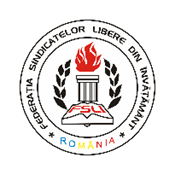 FEDERAȚIA SINDICATELOR LIBERE DIN ÎNVĂȚĂMÂNT
FSLI
* ROMÂNIA *